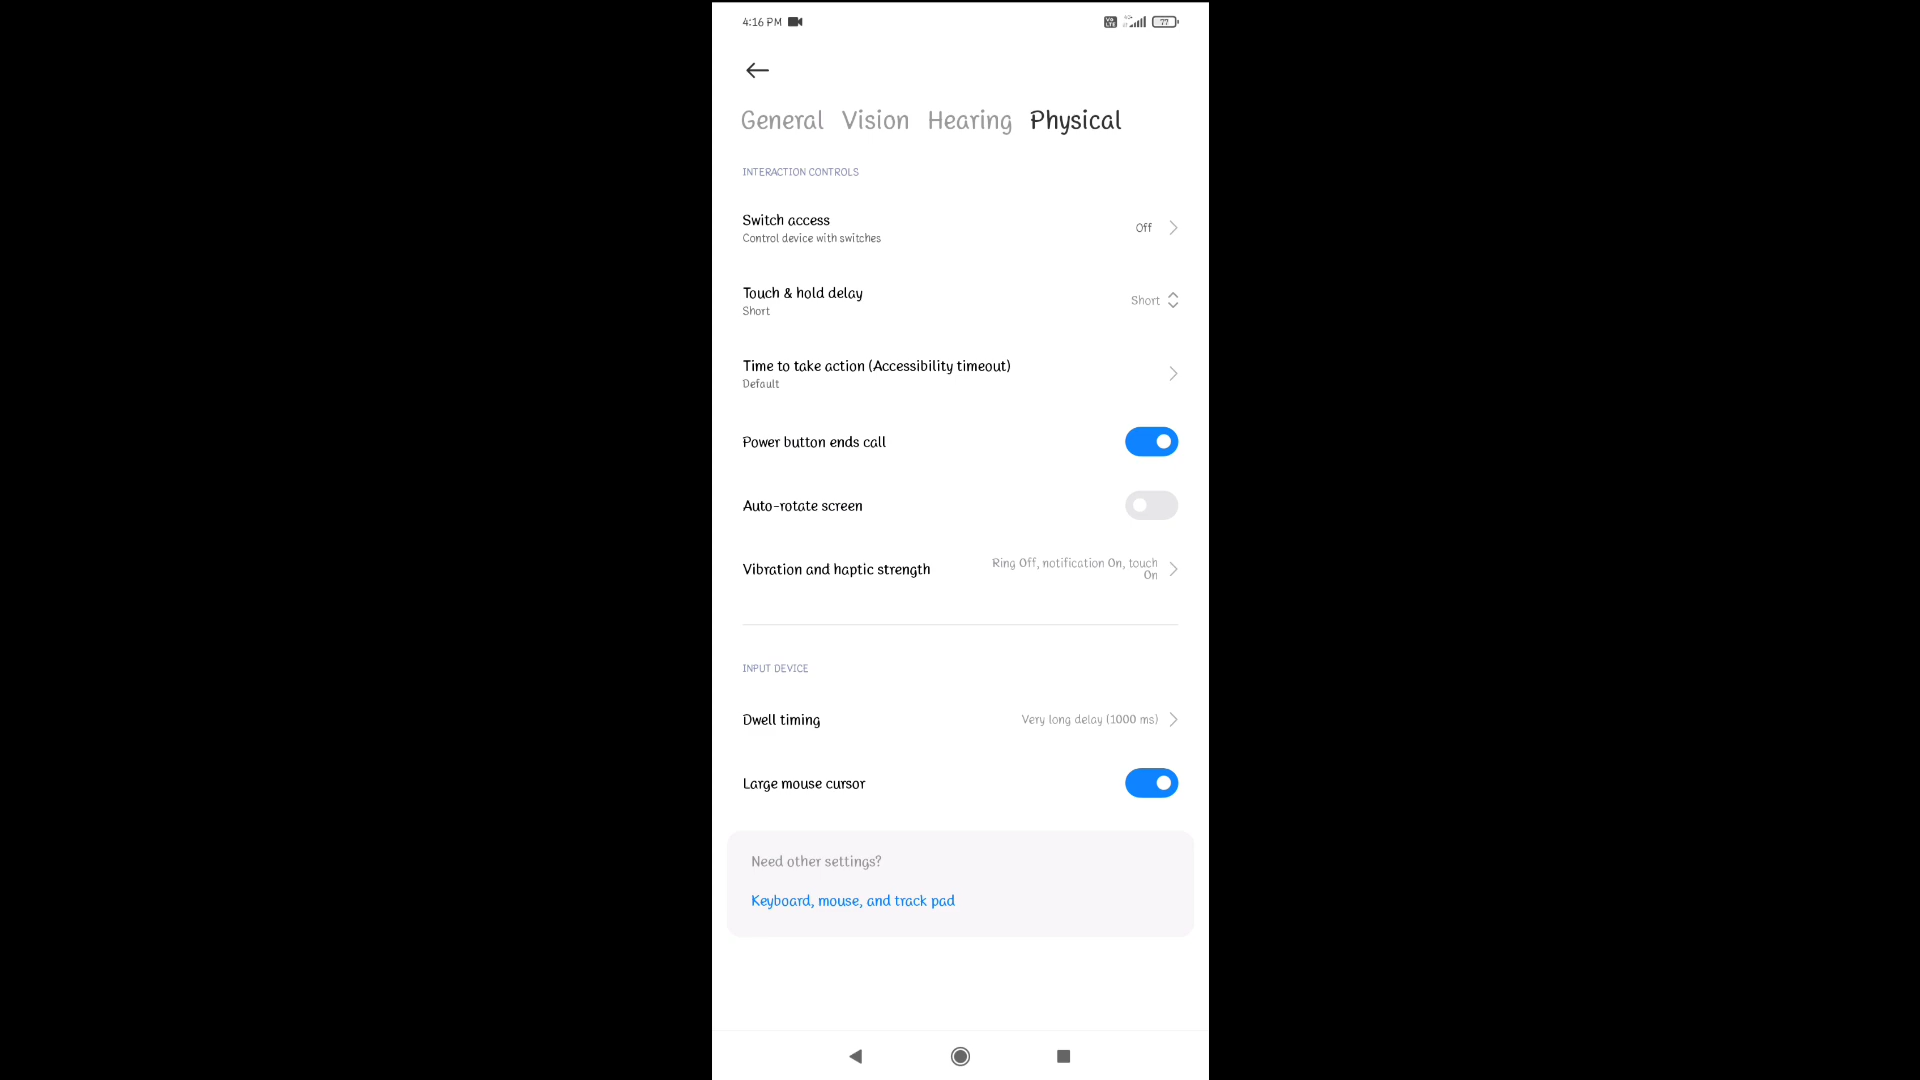 4:16 PM
77
General Vision Hearing Physical
INTERACTION CONTROLS
Switch access
Control device with switches
Off
Touch & hold delay
Short
Short
Time to take action (Accessibility timeout)
Default
Power button ends call
Auto-rotate screen
Vibration and haptic strength
Ring Off, notification On, touch
On
INPUT DEVICE
Dwell timing
Very long delay (1000 ms)
Large mouse cursor
Need other settings?
Keyboard, mouse, and track pad